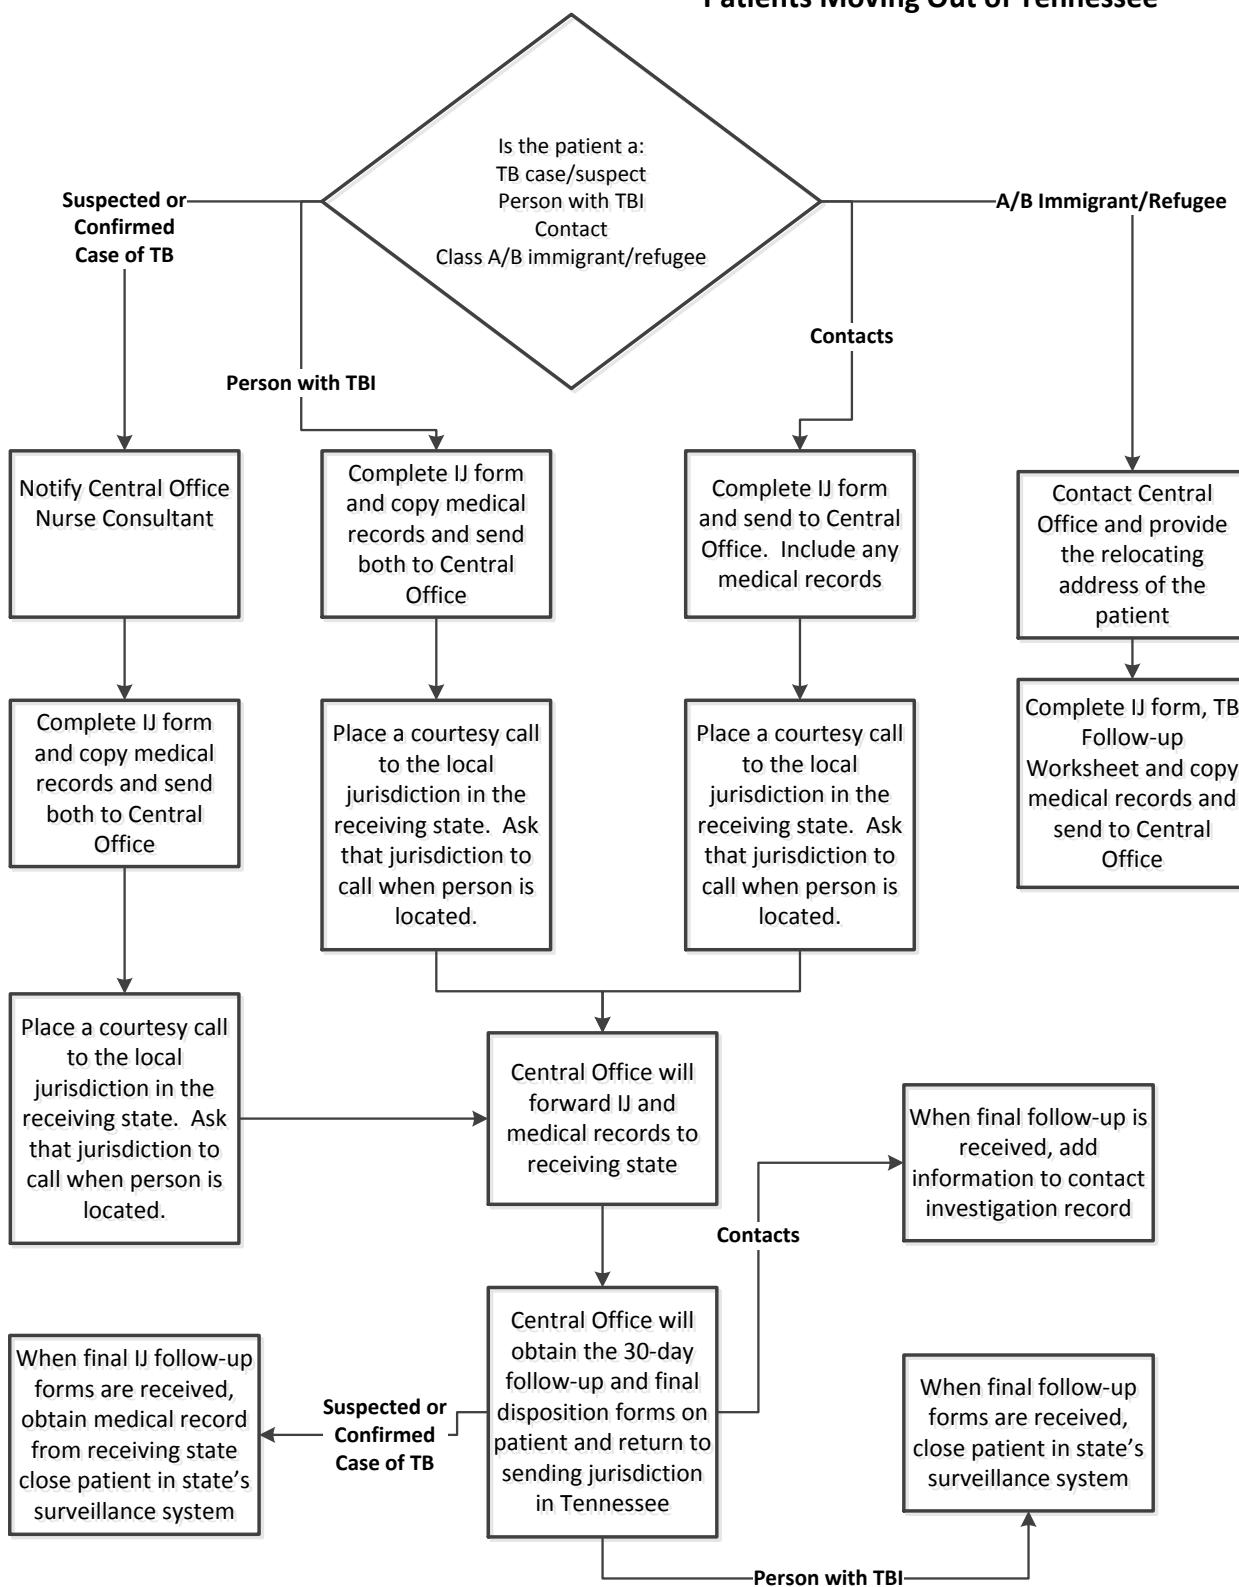 Patients Moving Out of Tennessee
Is the patient a:
TB case/suspect
Person with TBI
Contact
Class A/B immigrant/refugee
Suspected or
Confirmed
Case of TB
A/B Immigrant/Refugee
Person with TBI
Contacts
Notify Central Office
Nurse Consultant
Complete IJ form
and copy medical
records and send
both to Central
Office
Complete IJ form
and send to Central
Office.  Include any
medical records
Contact Central
Office and provide
the relocating
address of the
patient
Complete IJ form
and copy medical
records and send
both to Central
Office
Place a courtesy call
to the local
jurisdiction in the
receiving state.  Ask
that jurisdiction to
call when person is
located.
Place a courtesy call
to the local
jurisdiction in the
receiving state.  Ask
that jurisdiction to
call when person is
located.
Complete IJ form, TB
Follow-up
Worksheet and copy
medical records and
send to Central
Office
Place a courtesy call
to the local
jurisdiction in the
receiving state.  Ask
that jurisdiction to
call when person is
located.
Central Office will
forward IJ and
medical records to
receiving state
When final follow-up is
received, add
information to contact
investigation record
Contacts
When final IJ follow-up
forms are received,
obtain medical record
from receiving state
close patient in state's
surveillance system
Suspected or
Confirmed
Case of TB
Central Office will
obtain the 30-day
follow-up and final
disposition forms on
patient and return to
sending jurisdiction
in Tennessee
When final follow-up
forms are received,
close patient in state's
surveillance system
Person with TBI